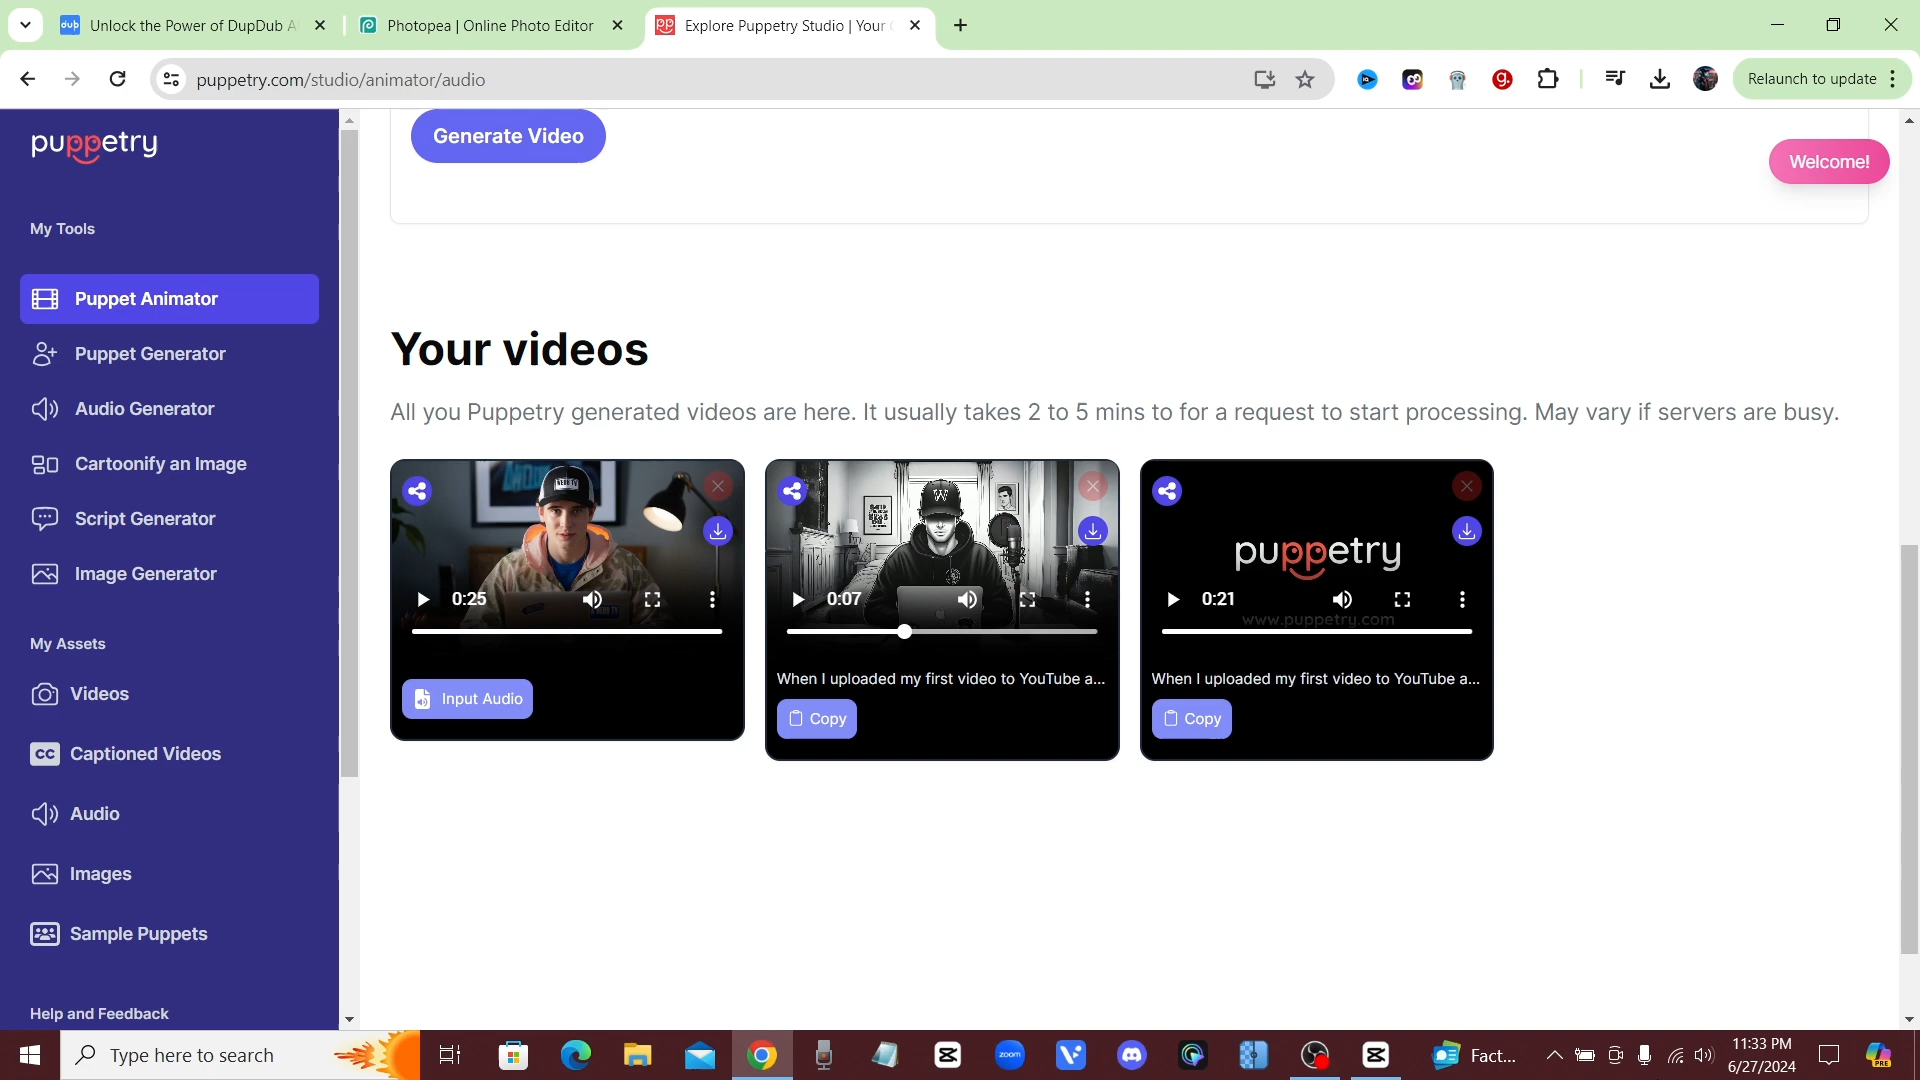 Unlock the Power of DupDub A
Photopea | Online Photo Editor
Explore Puppetry Studio | Your
puppetry.com/studio/animator/audio
Relaunch to update
puppetry
My Tools
Puppet Animator
Puppet Generator
Audio Generator
Cartoonify an Image
Script Generator
Image Generator
My Assets
Videos
Captioned Videos
Audio
Images
Sample Puppets
Help and Feedback
Generate Video
Welcome!
Your videos
All you Puppetry generated videos are here. It usually takes 2 to 5 mins to for a request to start processing. May vary if servers are busy.
0:25
Input Audio
W
0:07
When I uploaded my first video to YouTube a...
Copy
puppetry
0:21
www.puppetry.com
When I uploaded my first video to YouTube a...
Copy
Type here to search
zoom
Fact...
11:33 PM
6/27/2024